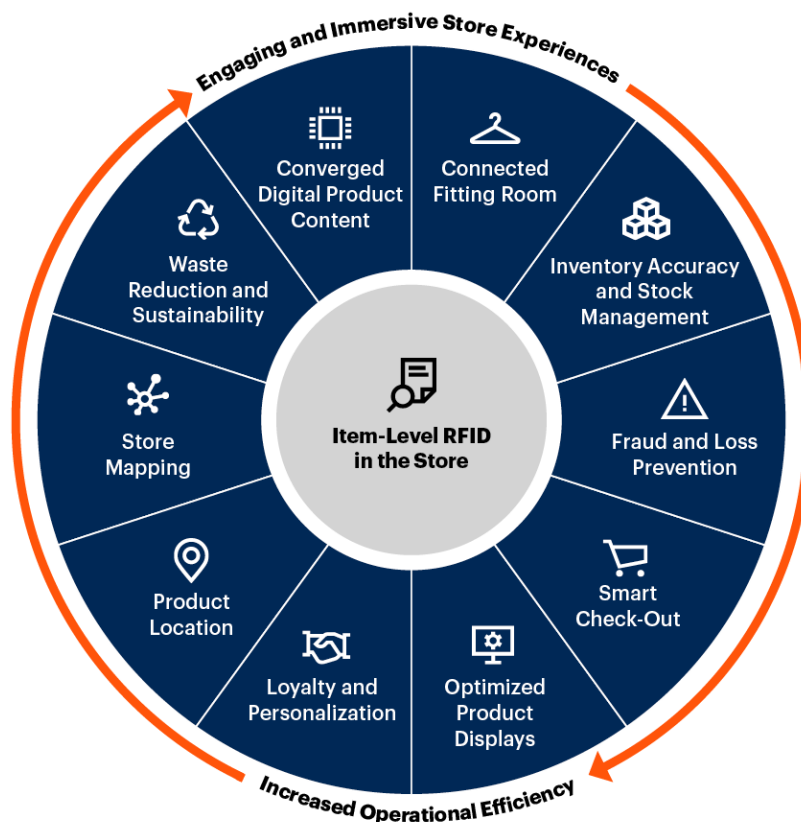 Engaging and Immersive Store Experiences
Converged
Digital Product
Content
Connected
Fitting Room
Inventory Accuracy
and Stock
Management
Fraud and Loss
Prevention
Smart
Check-Out
Optimized
Product
Displays
Loyalty and
Personalization
Product
Location
Store
Mapping
Waste
Reduction and
Sustainability
Item-Level RFID
in the Store
Increased Operational Efficiency